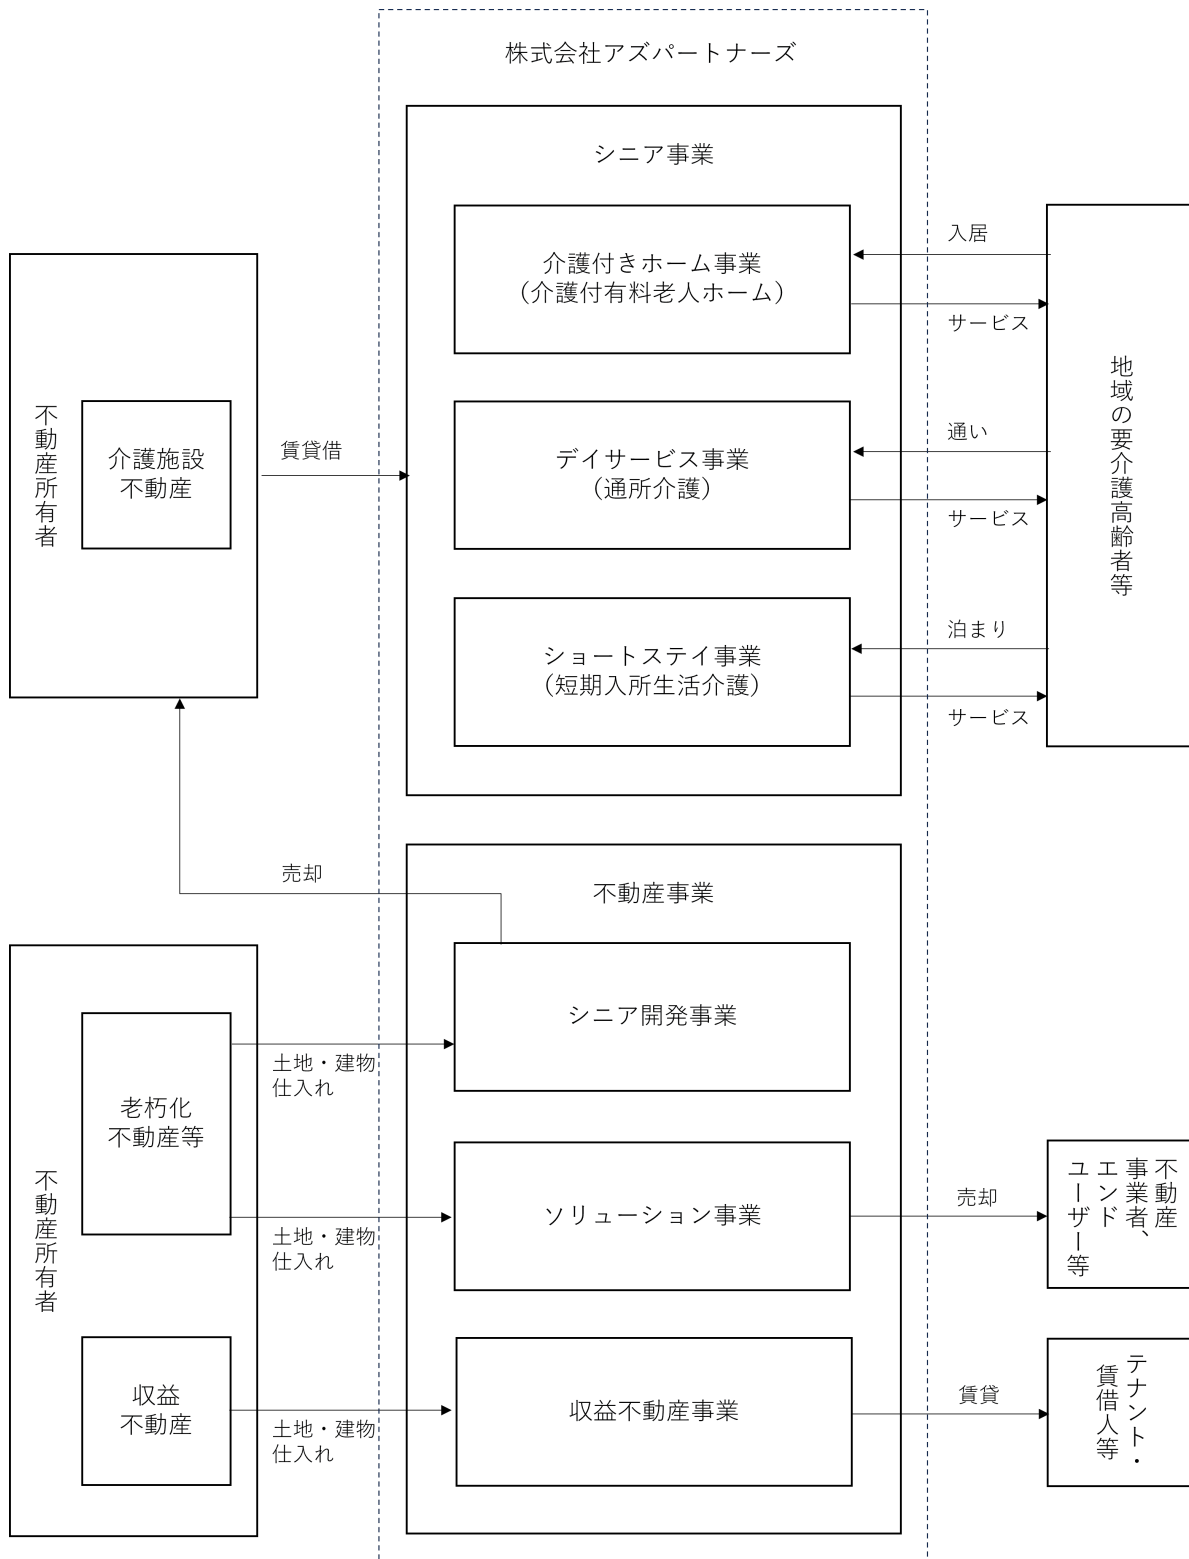 株式会社アズパートナーズ
シニア事業
介護付きホーム事業
（介護付有料老人ホーム）
入居
サービス
不動産所有者
介護施設
不動産
賃貸借
デイサービス事業
（通所介護）
通い
サービス
地域の要介護高齢者等
ショートステイ事業
（短期入所生活介護）
泊まり
サービス
売却
不動産事業
シニア開発事業
土地・建物
仕入れ
不動産所有者
老朽化
不動産等
土地・建物
仕入れ
ソリューション事業
売却
不動産
事業者、
エンド
ユーザー等
収益
不動産
土地・建物
仕入れ
収益不動産事業
賃貸
テナント・
賃借人等